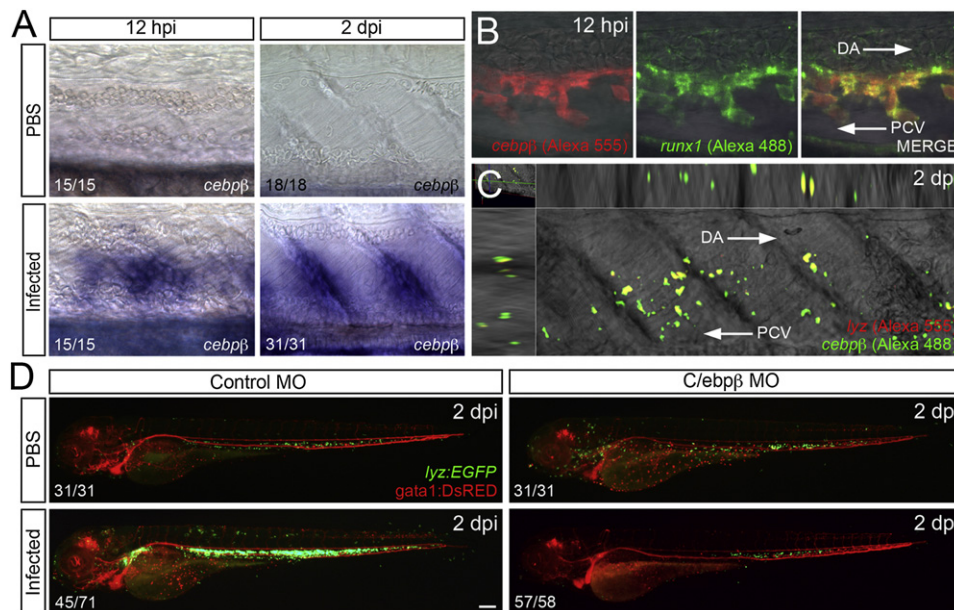 A
12 hpi
2 dpi
PBS
15/15
cebpβ
18/18
cebpβ
Infected
15/15
cebpβ
31/31
cebpβ
B
12 hpi
cebpβ (Alexa 555)
runx1 (Alexa 488)
DA
PCV
MERGE
C
2 dpi
DA
PCV
lyz (Alexa 555)
cebpβ (Alexa 488)
D
Control MO
C/ebpβ MO
PBS
2 dpi
lyz:EGFP
gata1:DsRED
31/31
2 dpi
31/31
Infected
2 dpi
45/71
2 dpi
57/58